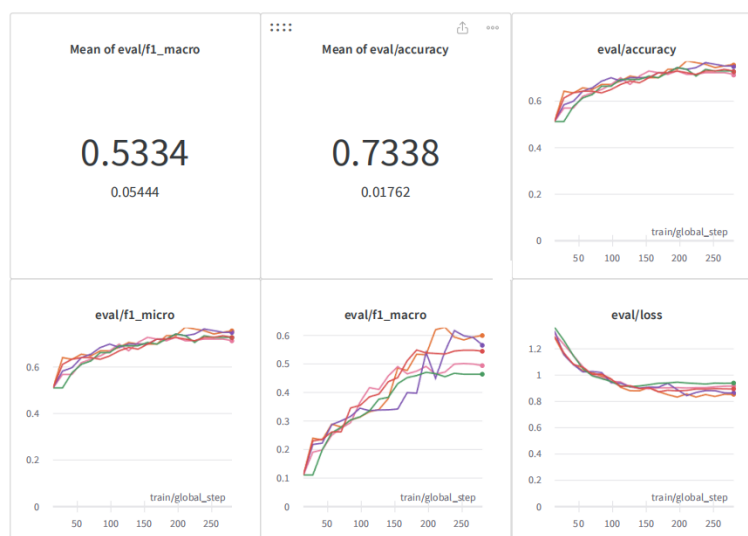 Mean of eval/f1_macro
0.5334
0.05444
Mean of eval/accuracy
0.7338
0.01762
eval/accuracy
0.6
0.4
0.2
0
train/global_step
50 100 150 200 250
eval/f1_micro
0.6
0.4
0.2
0
train/global_step
50 100 150 200 250
eval/f1_macro
0.6
0.5
0.4
0.3
0.2
0.1
train/global_step
50 100 150 200 250
eval/loss
1.2
1
0.8
0.6
0.4
0.2
0
train/global_step
50 100 150 200 250